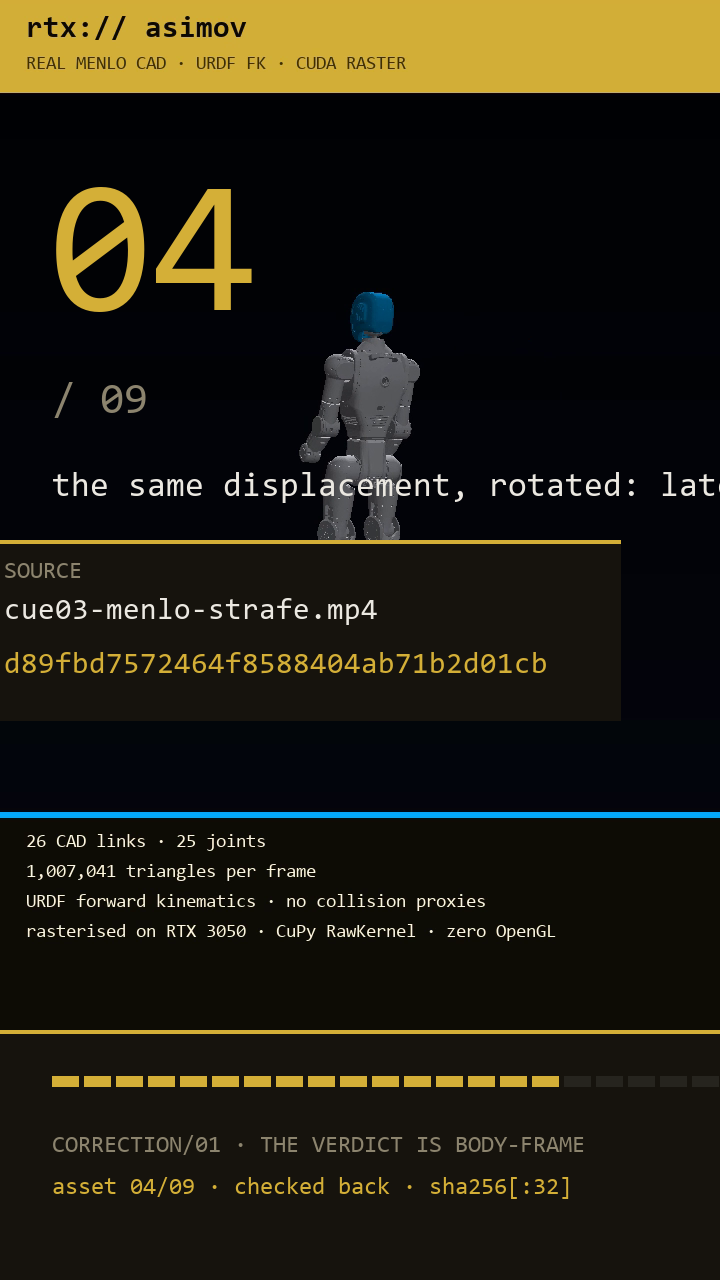 rtx:// asimov
REAL MENLO CAD · URDF FK · CUDA RASTER
04
/ 09
the same displacement, rotated: late
SOURCE
cue03-menlo-strafe.mp4
d89fbd7572464f8588404ab71b2d01cb
26 CAD links · 25 joints
1,007,041 triangles per frame
URDF forward kinematics · no collision proxies
rasterised on RTX 3050 · CuPy RawKernel · zero OpenGL
CORRECTION/01 · THE VERDICT IS BODY-FRAME
asset 04/09 · checked back · sha256[:32]